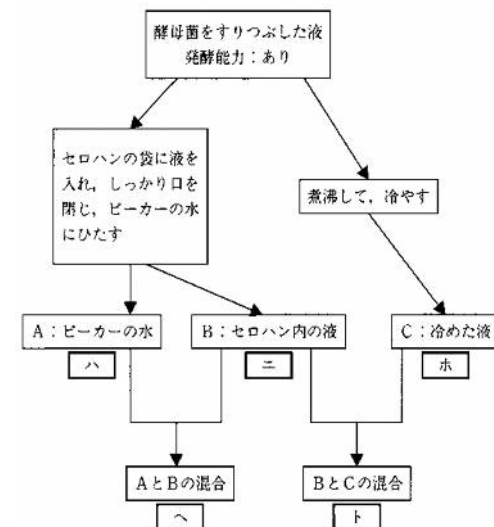 酵母菌をすりつぶした液
発酵能力：あり
セロハンの袋に液を
入れ，しっかり口を
閉じ，ビーカーの水
にひたす
煮沸して，冷やす
A：ビーカーの水
B：セロハン内の液
C：冷めた液
ハ
ニ
ホ
AとBの混合
BとCの混合
ヘ
ト